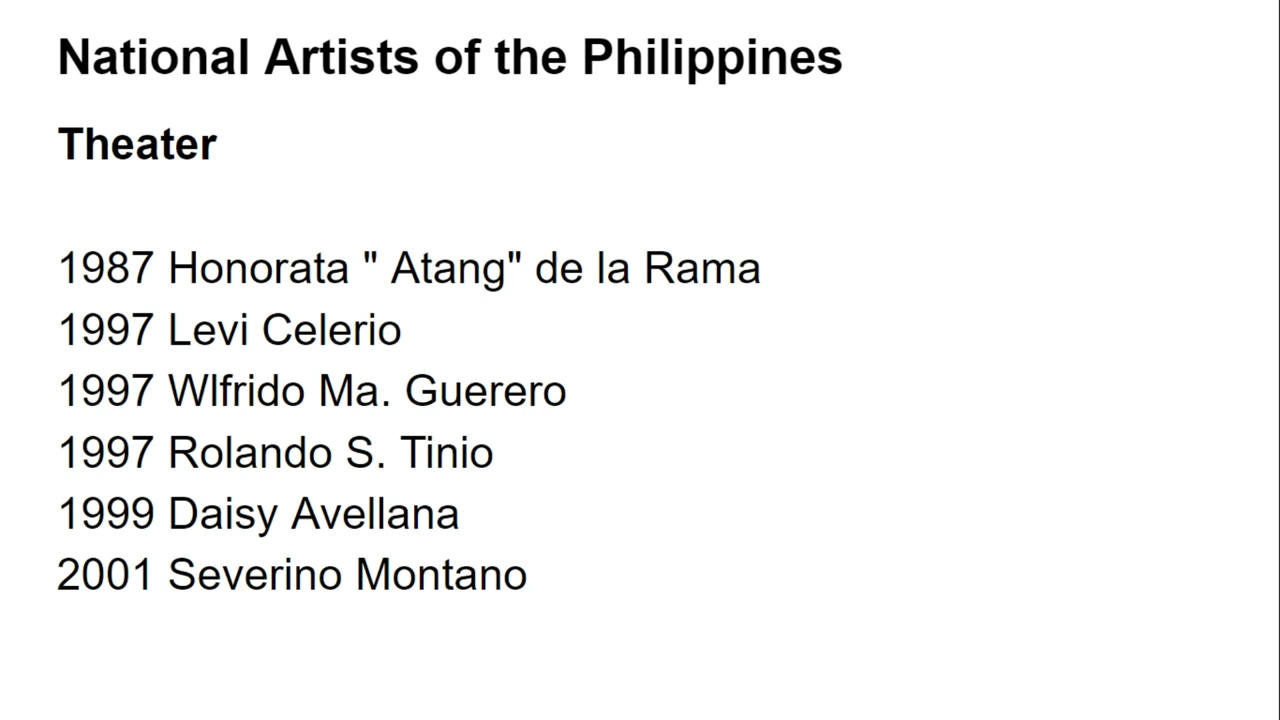 National Artists of the Philippines
Theater
1987 Honorata " Atang" de la Rama
1997 Levi Celerio
1997 Wlfrido Ma. Guerero
1997 Rolando S. Tinio
1999 Daisy Avellana
2001 Severino Montano